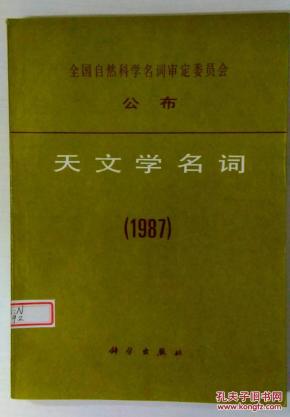 全国自然科学名词审定委员会
公布
天文学名词
(1987)
科学出版社
孔夫子旧书网